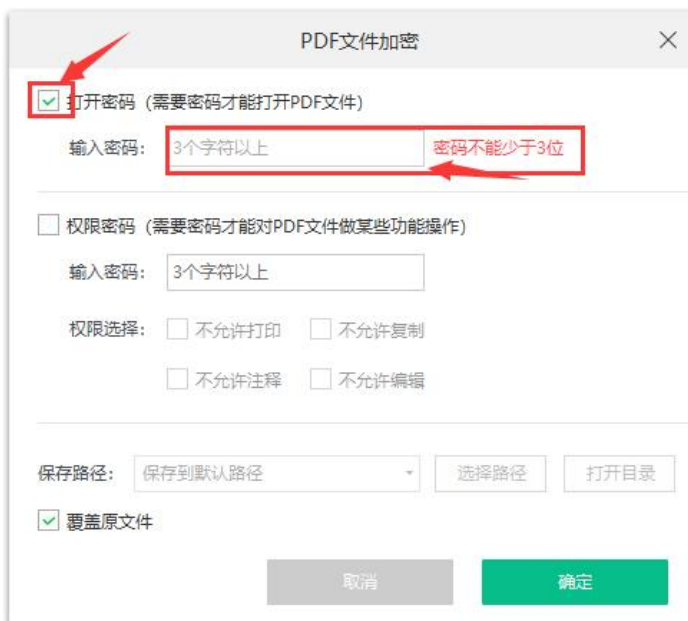 PDF文件加密
打开密码 (需要密码才能打开PDF文件)
输入密码: 3个字符以上 密码不能少于3位
权限密码 (需要密码才能对PDF文件做某些功能操作)
输入密码: 3个字符以上
权限选择: 不允许打印 不允许复制
不允许注释 不允许编辑
保存路径: 保存到默认路径 选择路径 打开目录
覆盖原文件
取消 确定